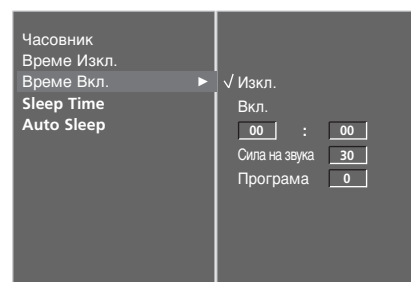 Часовник
Време Изкл.
Време Вкл. ►
Sleep Time
Auto Sleep
√ Изкл.
Вкл.
00 : 00
Сила на звука 30
Програма 0